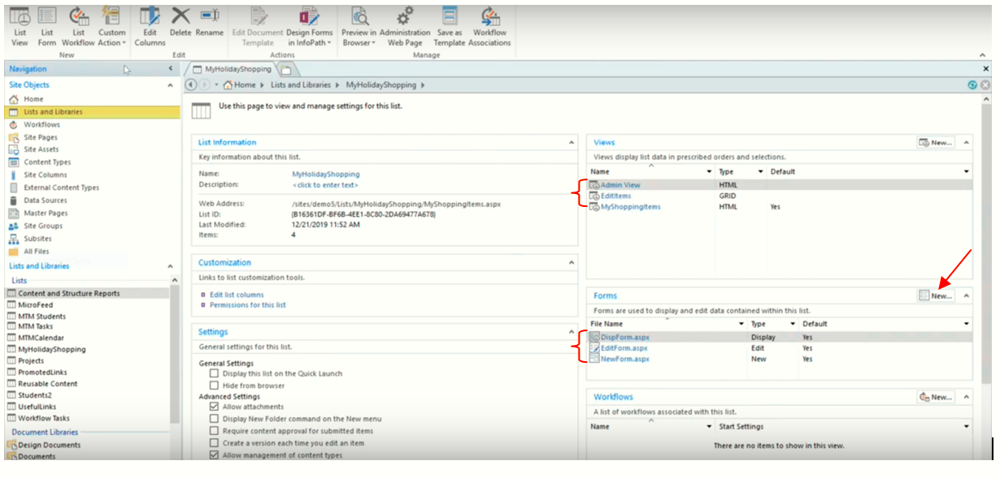 List View
List Form
List Workflow
Custom Action
Edit Columns
Delete
Rename
Edit Document Template
Design Forms in InfoPath
Preview in Browser
Administration Web Page
Save as Template
Workflow Associations
New
Edit
Actions
Manage
Navigation
Site Objects
Home
Lists and Libraries
Workflows
Site Pages
Site Assets
Content Types
Site Columns
External Content Types
Data Sources
Master Pages
Site Groups
Subsites
All Files
Lists and Libraries
Lists
Content and Structure Reports
MicroFeed
MTM Students
MTM Tasks
MTMCalendar
MyHolidayShopping
Projects
PromotedLinks
Reusable Content
Students2
UsefulLinks
Workflow Tasks
Document Libraries
Design Documents
Documents
MyHolidayShopping
Home Lists and Libraries MyHolidayShopping
Use this page to view and manage settings for this list.
List Information
Key information about this list.
Name: MyHolidayShopping
Description: <click to enter text>
Web Address: /sites/demo5/Lists/MyHolidayShopping/MyShoppingItems.aspx
List ID: {B16361DF-BF6B-4EE1-8C80-2DA69477A678}
Last Modified: 12/21/2019 11:52 AM
Items: 4
Customization
Links to list customization tools.
Edit list columns
Permissions for this list
Settings
General settings for this list.
General Settings
Display this list on the Quick Launch
Hide from browser
Advanced Settings
Allow attachments
Display New Folder command on the New menu
Require content approval for submitted items
Create a version each time you edit an item
Allow management of content types
Views New...
Views display list data in prescribed orders and selections.
Name Type Default
Admin View HTML
EditItems GRID
MyShoppingItems HTML Yes
Forms New...
Forms are used to display and edit data contained within this list.
File Name Type Default
DispForm.aspx Display Yes
EditForm.aspx Edit Yes
NewForm.aspx New Yes
Workflows New...
A list of workflows associated with this list.
Name Start Settings
There are no items to show in this view.